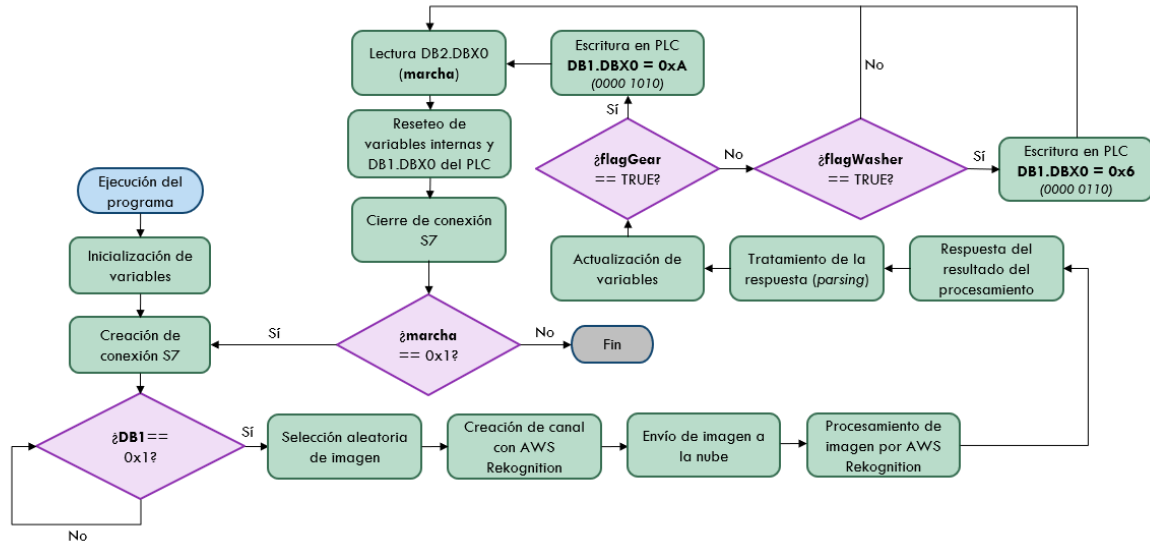 Ejecución del
programa
Inicialización de
variables
Creación de
conexión S7
¿DB1==
0x1?
No
Sí
Selección aleatoria
de imagen
Creación de canal
con AWS
Rekognition
Envío de imagen a
la nube
Procesamiento de
imagen por AWS
Rekognition
Respuesta del
resultado del
procesamiento
Tratamiento de la
respuesta (parsing)
Actualización de
variables
¿flagGear
== TRUE?
Sí
Escritura en PLC
DB1.DBX0 = 0xA
(0000 1010)
No
¿flagWasher
== TRUE?
No
Sí
Escritura en PLC
DB1.DBX0 = 0x6
(0000 0110)
Lectura DB2.DBX0
(marcha)
Reseteo de
variables internas y
DB1.DBX0 del PLC
Cierre de conexión
S7
¿marcha
== 0x1?
Sí
No
Fin